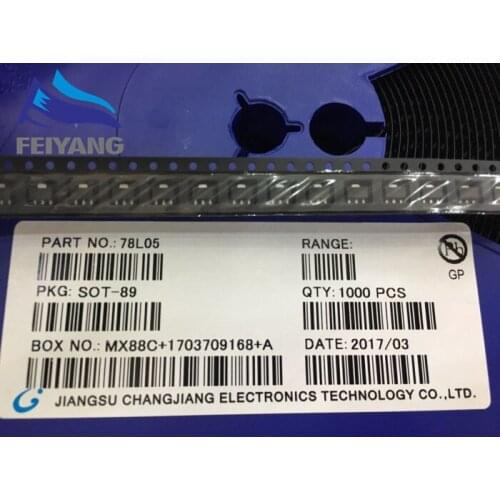 FEIYANG
PART NO.: 78L05
RANGE:
Pb
GP
PKG: SOT-89
QTY: 1000 PCS
BOX NO.: MX88C+1703709168+A
DATE: 2017/03
JIANGSU CHANGJIANG ELECTRONICS TECHNOLOGY CO.,LTD.